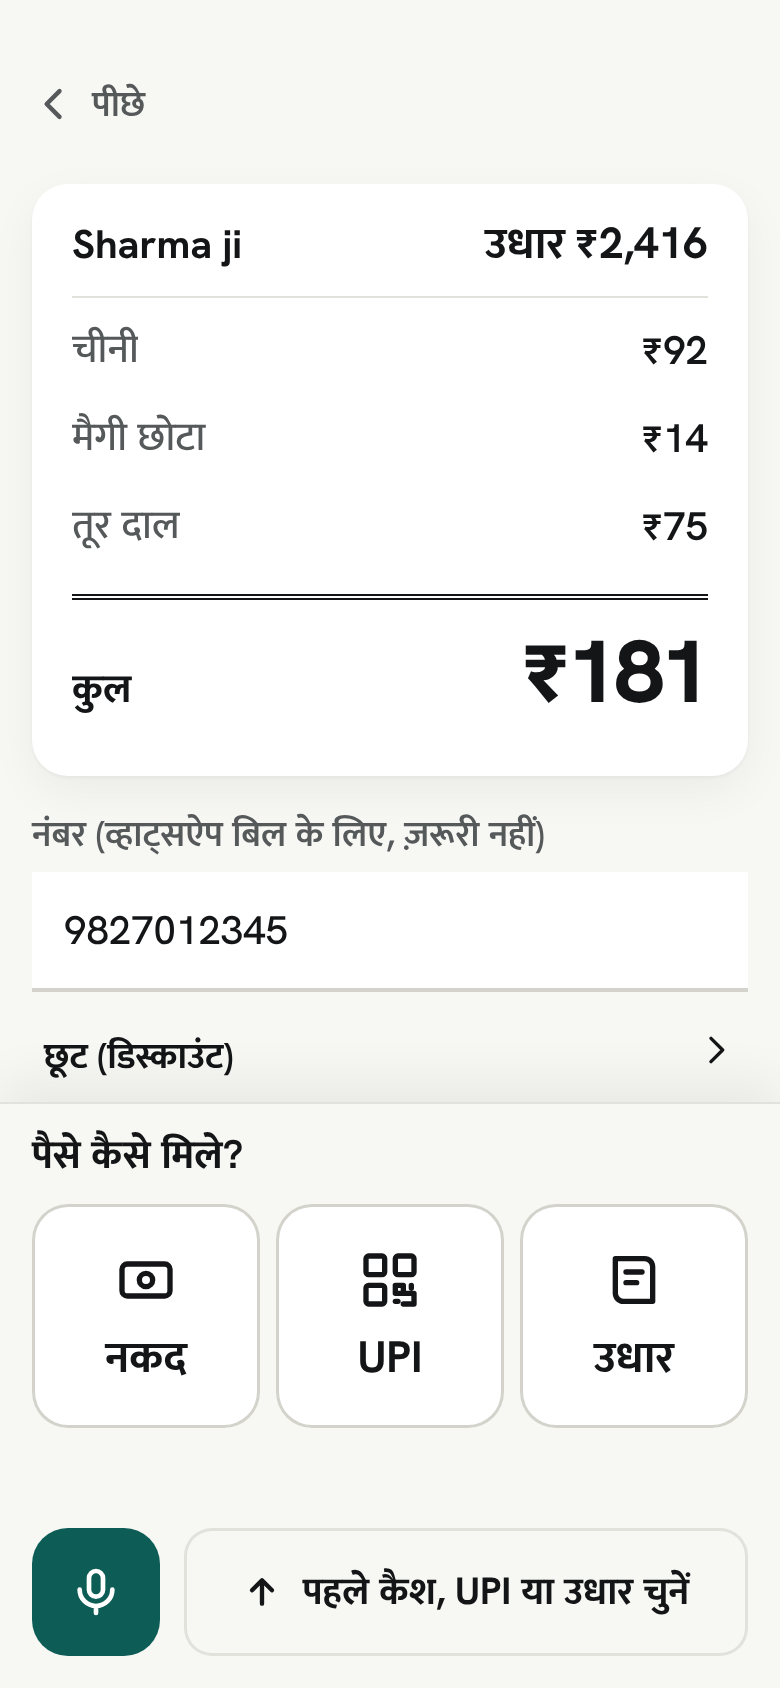 पीछे
Sharma ji उधार ₹2,416
चीनी ₹92
मैगी छोटा ₹14
तूर दाल ₹75
कुल ₹181
नंबर (व्हाट्सऐप बिल के लिए, ज़रूरी नहीं)
9827012345
छूट (डिस्काउंट)
पैसे कैसे मिले?
नकद UPI उधार
पहले कैश, UPI या उधार चुनें